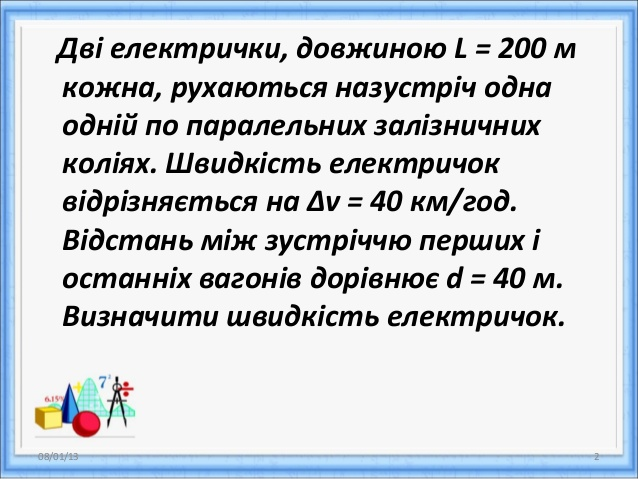 Дві електрички, довжиною L = 200 м
кожна, рухаються назустріч одна
одній по паралельних залізничних
коліях. Швидкість електричок
відрізняється на Δv = 40 км/год.
Відстань між зустріччю перших і
останніх вагонів дорівнює d = 40 м.
Визначити швидкість електричок.
7²
6.15
08/01/13
2